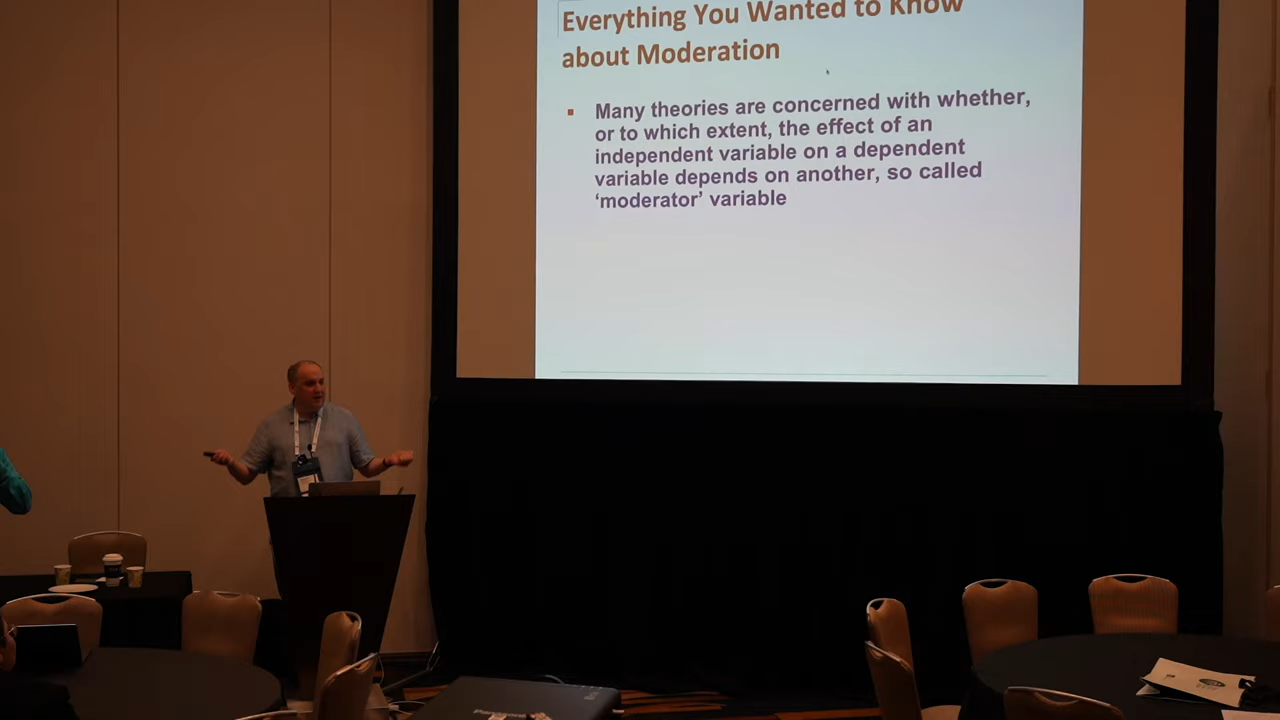 Everything You Wanted to Know
about Moderation
▪ Many theories are concerned with whether,
or to which extent, the effect of an
independent variable on a dependent
variable depends on another, so called
‘moderator’ variable